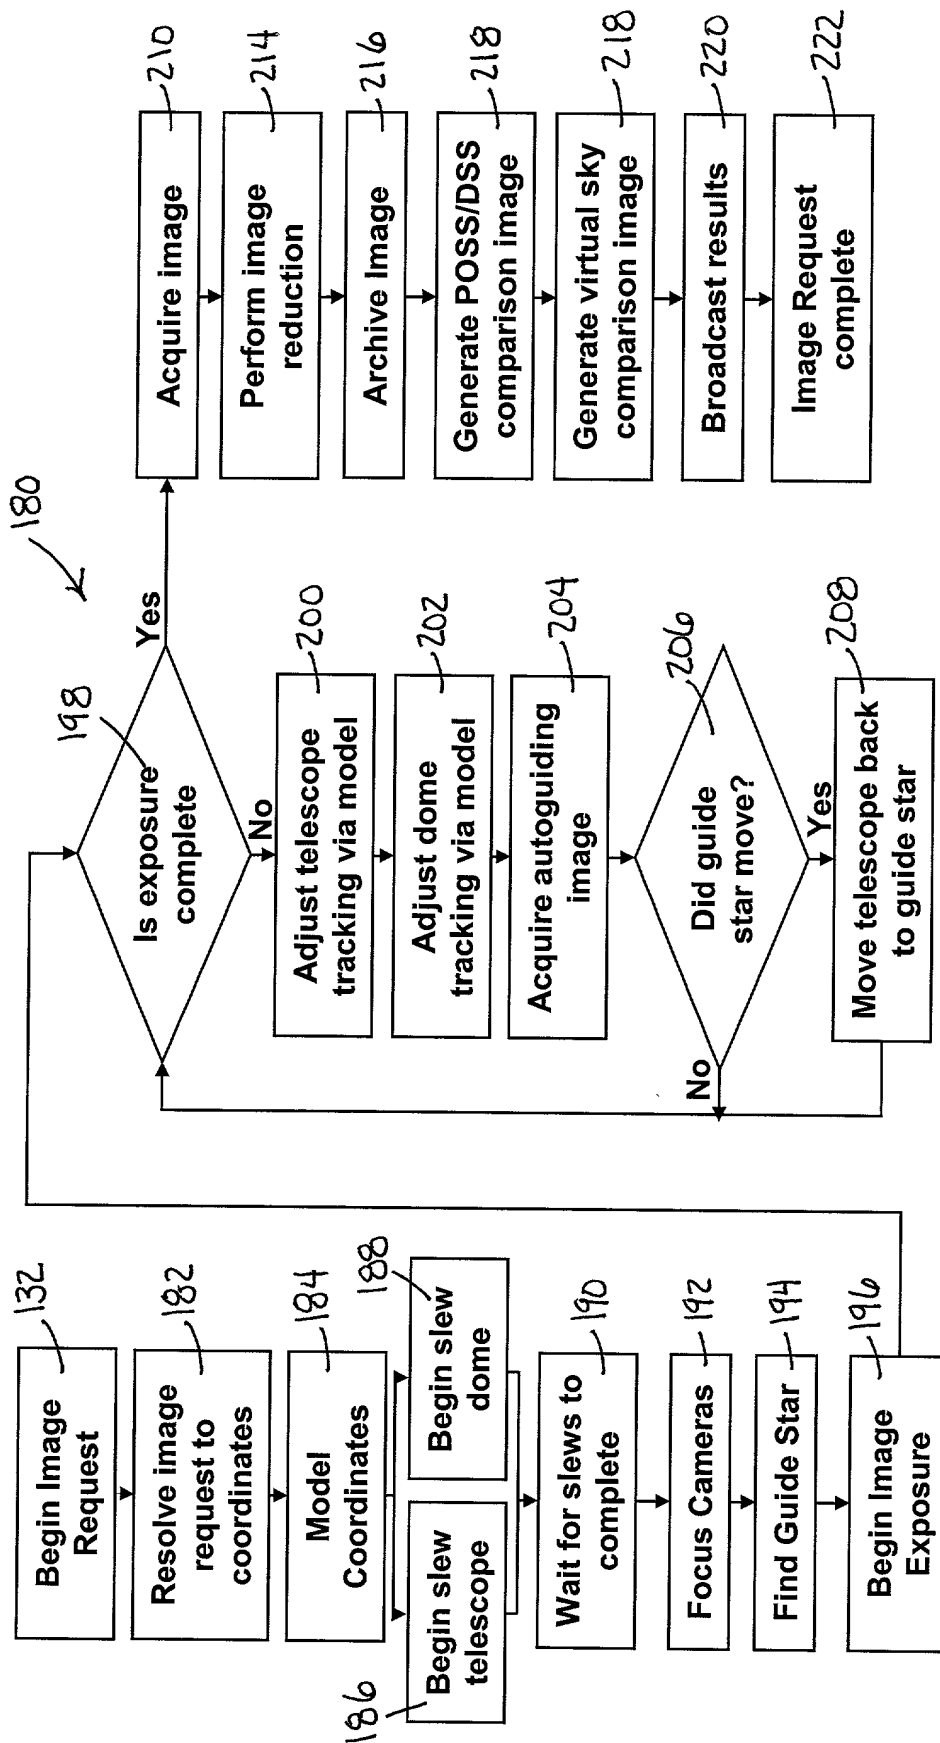 180
132
Begin Image
Request
182
Resolve image
request to
coordinates
184
Model
Coordinates
186
Begin slew
telescope
188
Begin slew
dome
190
Wait for slews to
complete
192
Focus Cameras
194
Find Guide Star
196
Begin Image
Exposure
198
Is exposure
complete
Yes
No
200
Adjust telescope
tracking via model
202
Adjust dome
tracking via model
204
Acquire autoguiding
image
206
Did guide
star move?
No
Yes
208
Move telescope back
to guide star
210
Acquire image
214
Perform image
reduction
216
Archive Image
218
Generate POSS/DSS
comparison image
218
Generate virtual sky
comparison image
220
Broadcast results
222
Image Request
complete